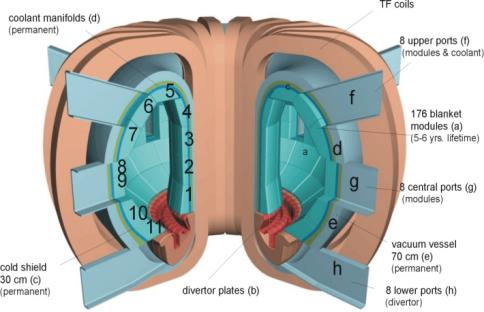 coolant manifolds (d)
(permanent)
TF coils
8 upper ports (f)
(modules & coolant)
176 blanket
modules (a)
(5-6 yrs. lifetime)
8 central ports (g)
(modules)
vacuum vessel
70 cm (e)
(permanent)
8 lower ports (h)
(divertor)
divertor plates (b)
cold shield
30 cm (c)
(permanent)
5
6
4
7
3
8
2
9
1
10
11
c
f
a
d
g
e
h